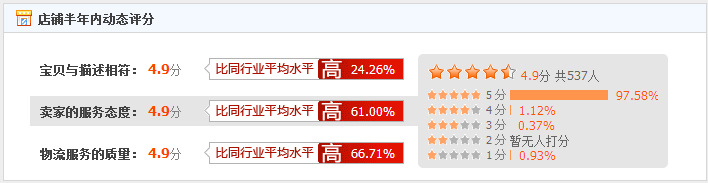 店铺半年内动态评分
宝贝与描述相符：4.9分 比同行业平均水平 高 24.26%
卖家的服务态度：4.9分 比同行业平均水平 高 61.00%
物流服务的质量：4.9分 比同行业平均水平 高 66.71%
4.9分 共537人
5分 97.58%
4分 1.12%
3分 0.37%
2分 暂无人打分
1分 0.93%